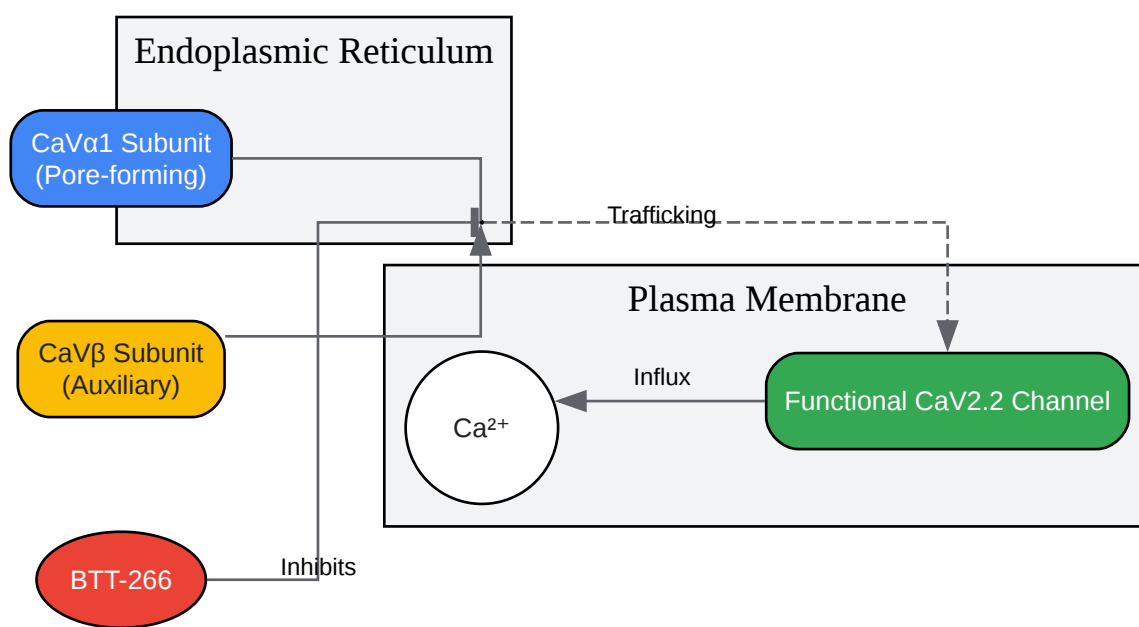 Endoplasmic Reticulum
CaVα1 Subunit
(Pore-forming)
Trafficking
Plasma Membrane
CaVβ Subunit
(Auxiliary)
Influx
Functional CaV2.2 Channel
Ca²⁺
Inhibits
BTT-266